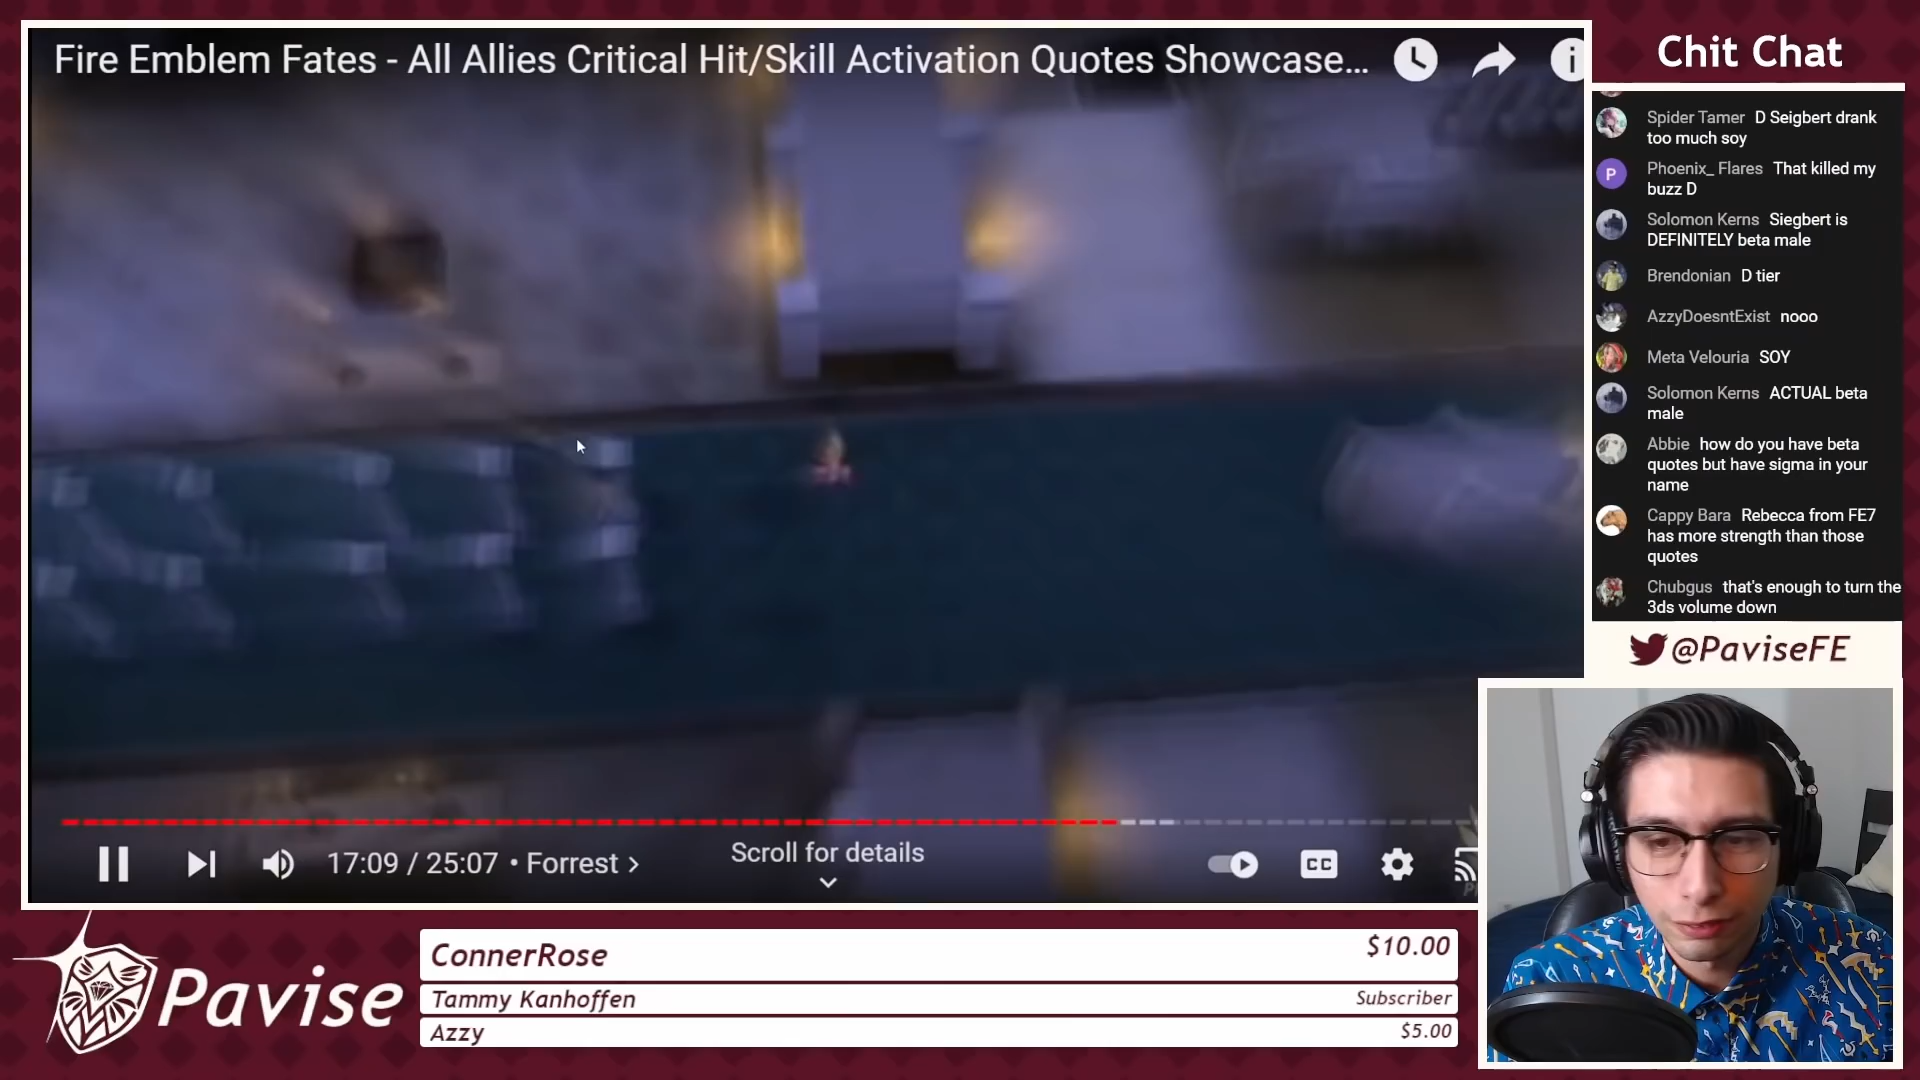 Fire Emblem Fates - All Allies Critical Hit/Skill Activation Quotes Showcase...
17:09 / 25:07 • Forrest >
Scroll for details
CC
Chit Chat
Spider Tamer D Seigbert drank
too much soy
P
Phoenix_ Flares That killed my
buzz D
Solomon Kerns Siegbert is
DEFINITELY beta male
Brendonian D tier
AzzyDoesntExist nooo
Meta Velouria SOY
Solomon Kerns ACTUAL beta
male
Abbie how do you have beta
quotes but have sigma in your
name
Cappy Bara Rebecca from FE7
has more strength than those
quotes
Chubgus that's enough to turn the
3ds volume down
@PaviseFE
Pavise
ConnerRose $10.00
Tammy Kanhoffen Subscriber
Azzy $5.00